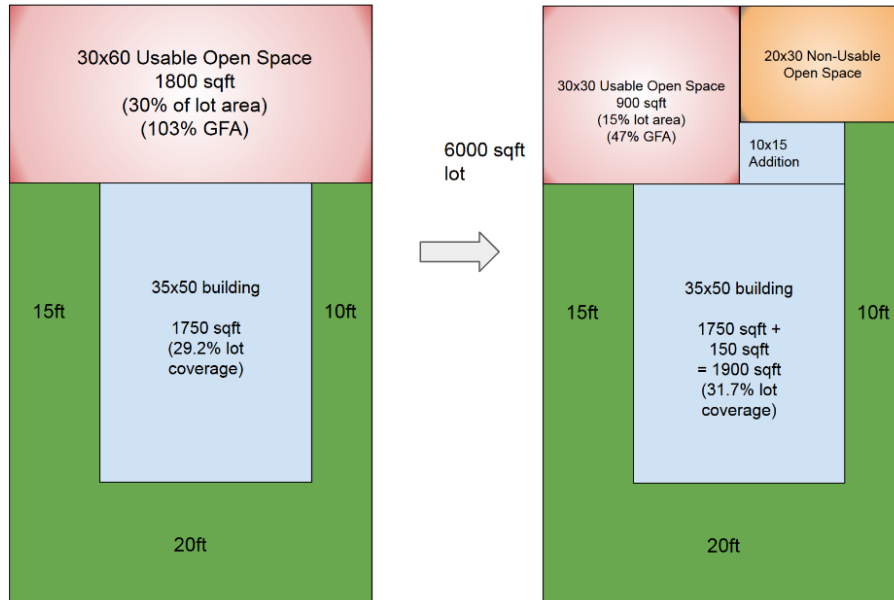 30x60 Usable Open Space
1800 sqft
(30% of lot area)
(103% GFA)
15ft
35x50 building
1750 sqft
(29.2% lot
coverage)
10ft
20ft
6000 sqft
lot
30x30 Usable Open Space
900 sqft
(15% lot area)
(47% GFA)
20x30 Non-Usable
Open Space
10x15
Addition
15ft
35x50 building
1750 sqft +
150 sqft
= 1900 sqft
(31.7% lot
coverage)
10ft
20ft